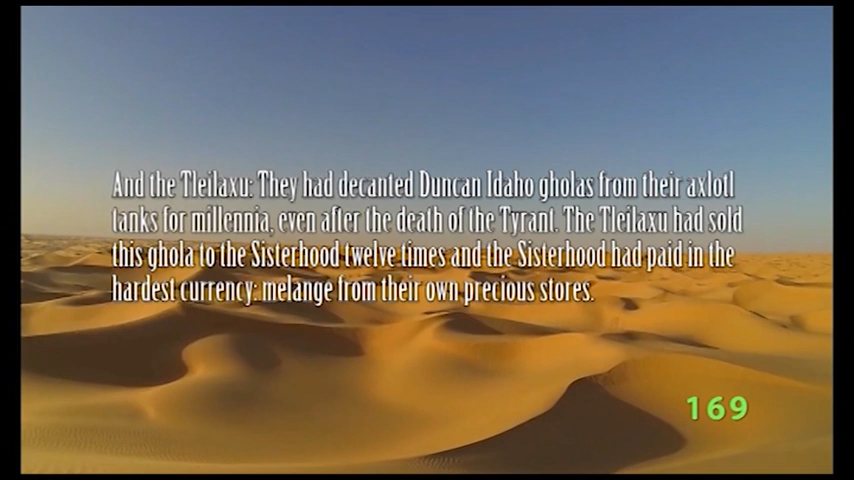 And the Tleilaxu: They had decanted Duncan Idaho gholas from their axlotl
tanks for millennia, even after the death of the Tyrant. The Tleilaxu had sold
this ghola to the Sisterhood twelve times and the Sisterhood had paid in the
hardest currency: melange from their own precious stores.
169